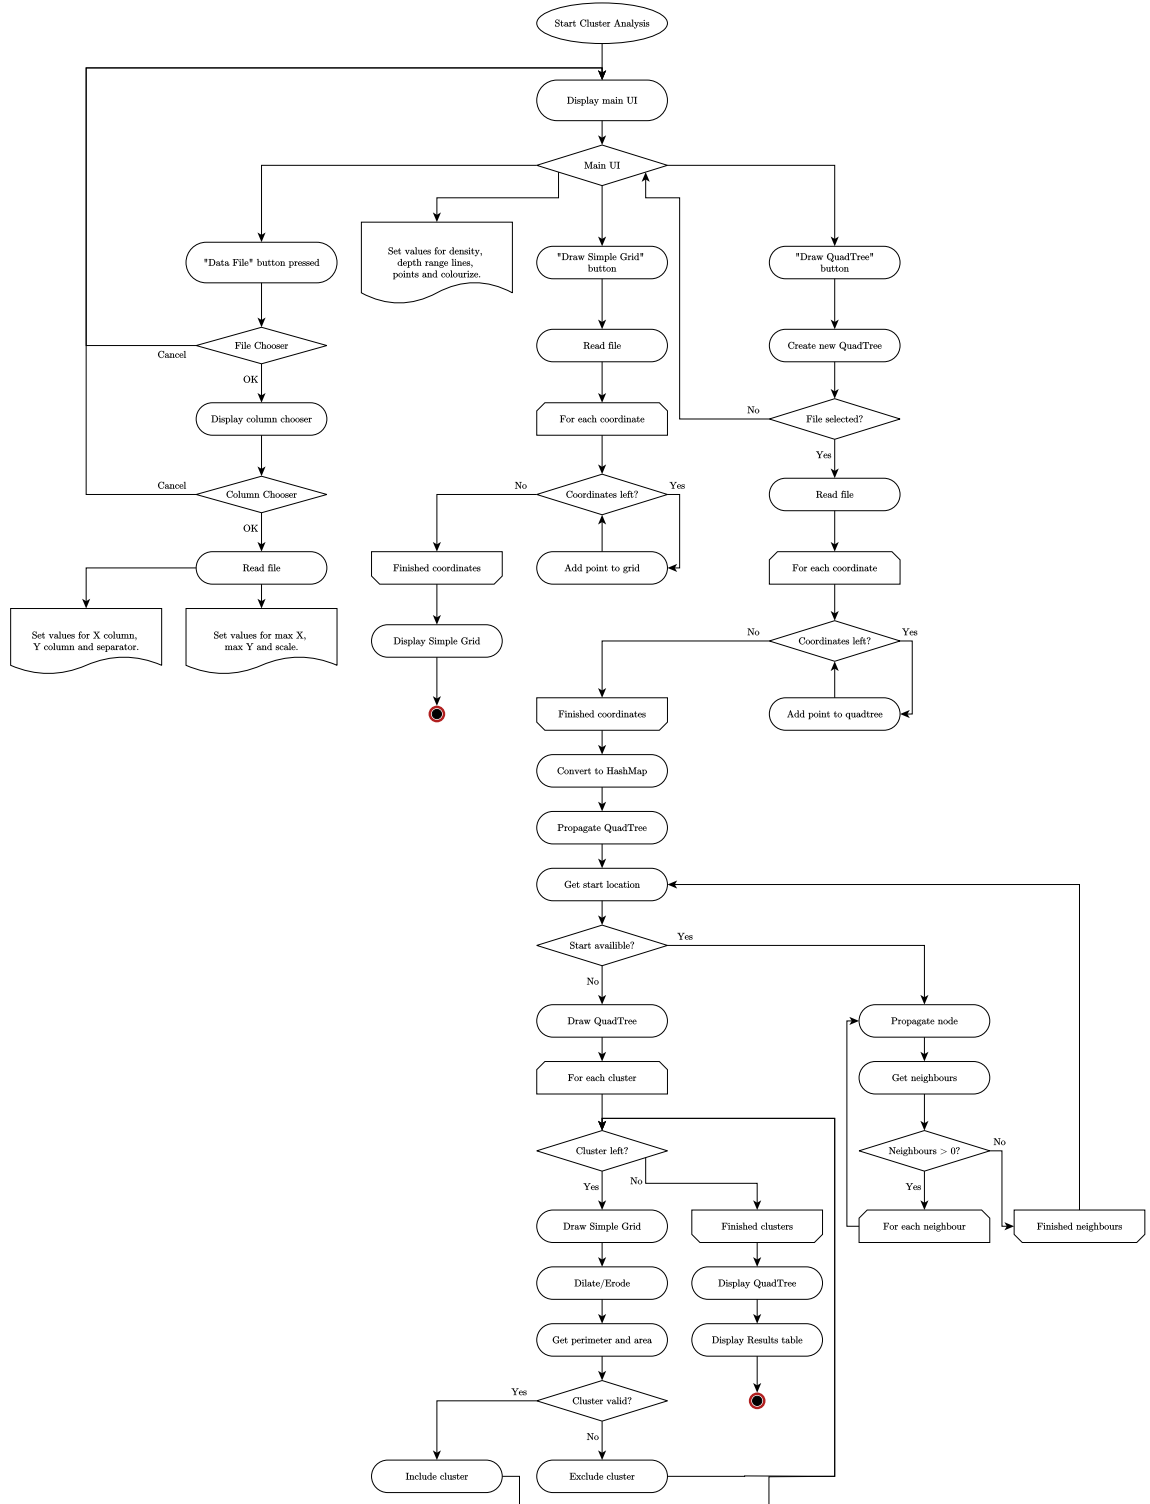 Start Cluster Analysis
Display main UI
Main UI
"Data File" button pressed
Set values for density,
depth range lines,
points and colourize.
"Draw Simple Grid"
button
"Draw QuadTree"
button
File Chooser
Cancel
OK
Read file
Create new QuadTree
Display column chooser
For each coordinate
File selected?
No
Yes
Column Chooser
Cancel
OK
Coordinates left?
No
Yes
Read file
Read file
Finished coordinates
Add point to grid
For each coordinate
Set values for X column,
Y column and separator.
Set values for max X,
max Y and scale.
Display Simple Grid
Coordinates left?
No
Yes
Finished coordinates
Add point to quadtree
Convert to HashMap
Propagate QuadTree
Get start location
Start availible?
Yes
No
Draw QuadTree
Propagate node
For each cluster
Get neighbours
Cluster left?
Yes
No
Neighbours > 0?
No
Yes
Draw Simple Grid
Finished clusters
For each neighbour
Finished neighbours
Dilate/Erode
Display QuadTree
Get perimeter and area
Display Results table
Cluster valid?
Yes
No
Include cluster
Exclude cluster